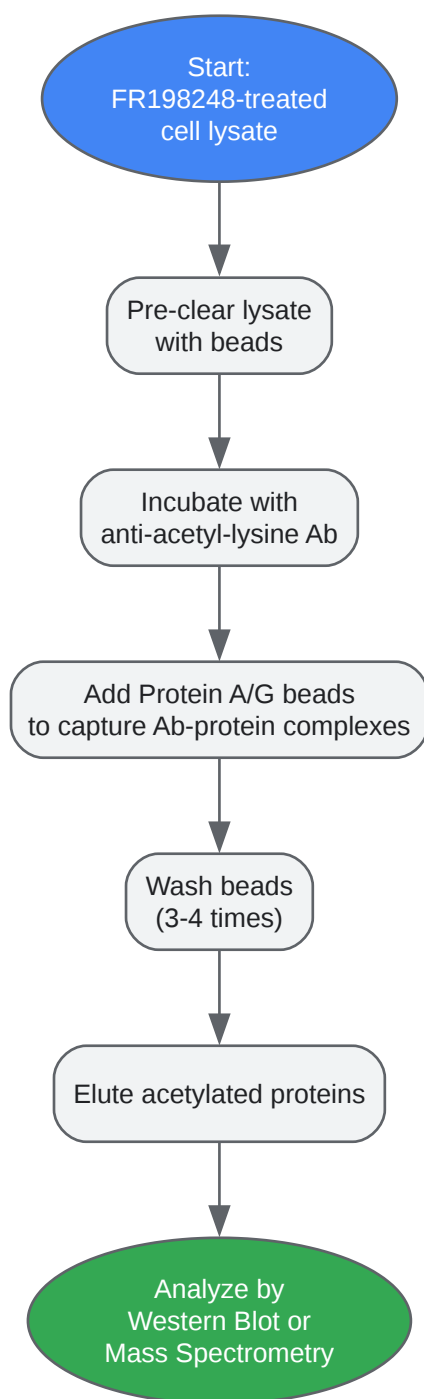 Start:
FR198248-treated
cell lysate
Pre-clear lysate
with beads
Incubate with
anti-acetyl-lysine Ab
Add Protein A/G beads
to capture Ab-protein complexes
Wash beads
(3-4 times)
Elute acetylated proteins
Analyze by
Western Blot or
Mass Spectrometry